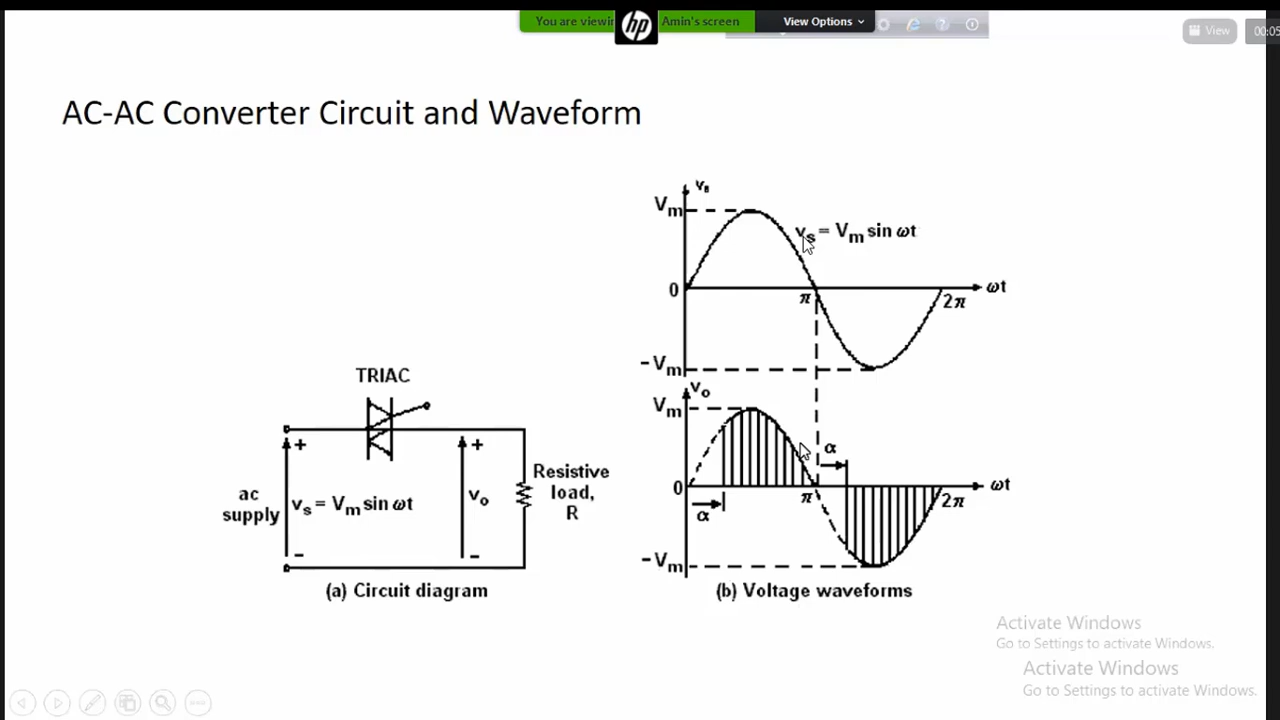 You are viewin
hp
Amin's screen
View Options
View
00:05
AC-AC Converter Circuit and Waveform
vs
Vm
vs = Vm sin ωt
0
π
2π
ωt
-Vm
vo
Vm
α
0
π
2π
ωt
α
-Vm
(b) Voltage waveforms
TRIAC
+
+
ac
supply
vs = Vm sin ωt
vo
Resistive
load,
R
-
-
(a) Circuit diagram
Activate Windows
Go to Settings to activate Windows.
Activate Windows
Go to Settings to activate Windows.